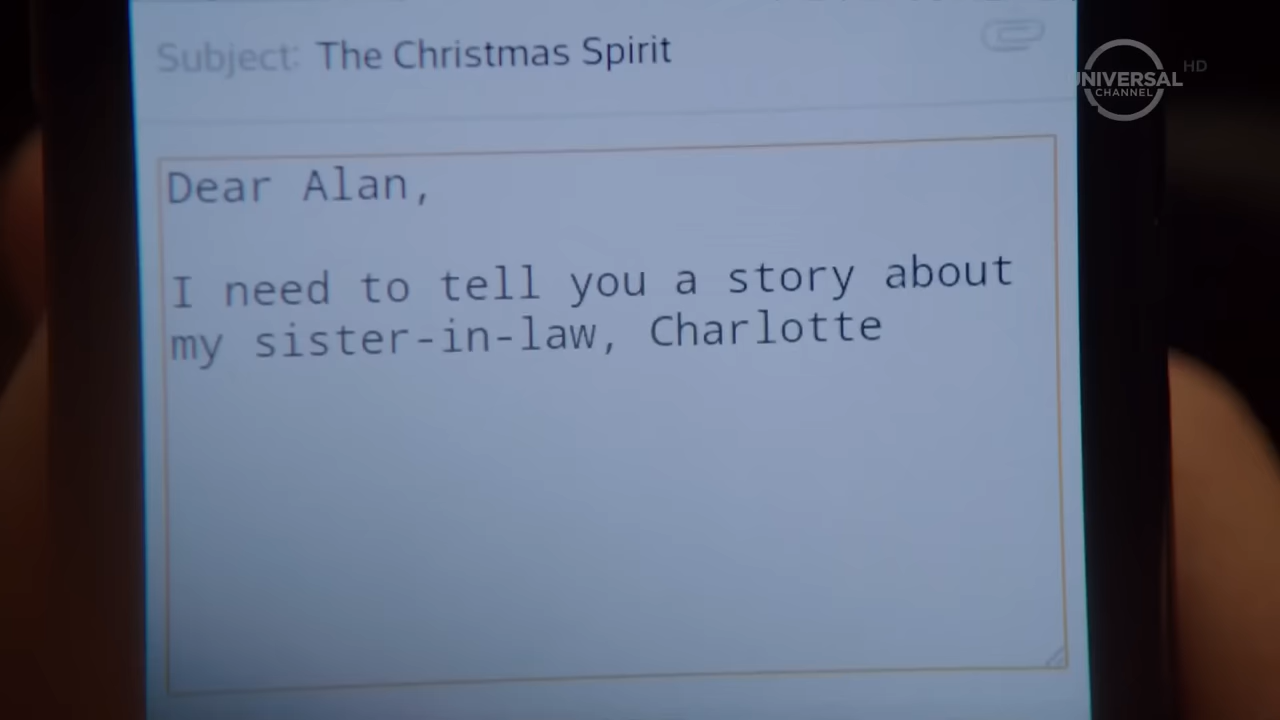 Subject: The Christmas Spirit
UNIVERSAL HD
CHANNEL
Dear Alan,
I need to tell you a story about
my sister-in-law, Charlotte